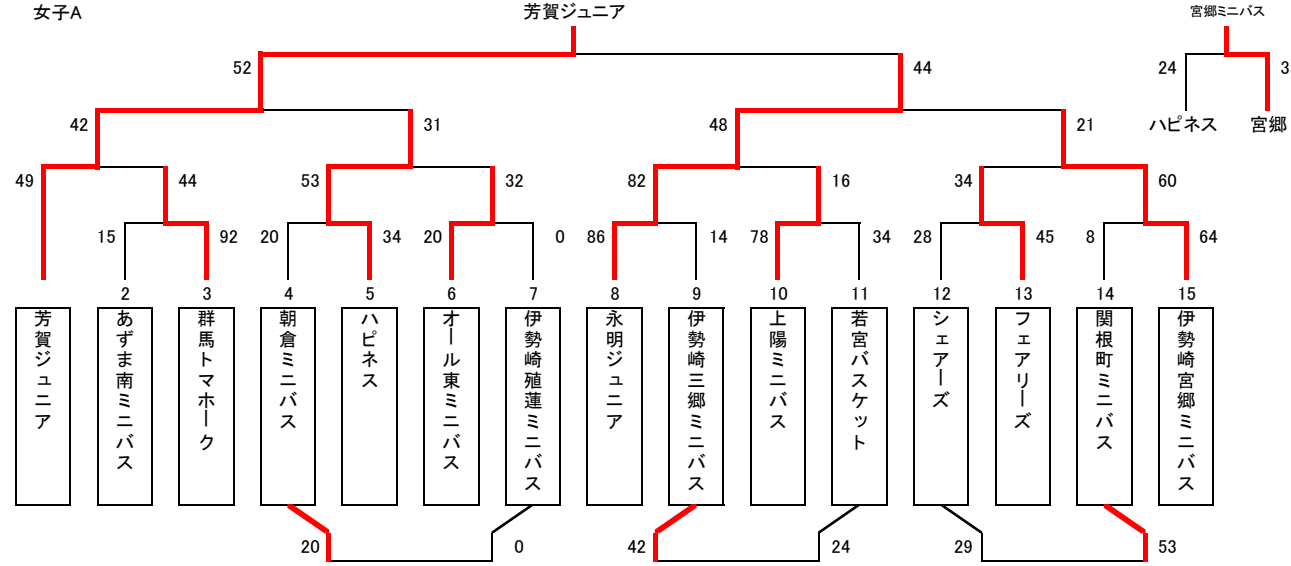 女子A
芳賀ジュニア
宮郷ミニバス
52
44
24
3
42
31
48
21
ハピネス
宮郷
49
44
53
32
82
16
34
60
15
92
20
34
20
0
86
14
78
34
28
45
8
64
2
3
4
5
6
7
8
9
10
11
12
13
14
15
芳賀ジュニア
あずま南ミニバス
群馬トマホーク
朝倉ミニバス
ハピネス
オール東ミニバス
伊勢崎殖蓮ミニバス
永明ジュニア
伊勢崎三郷ミニバス
上陽ミニバス
若宮バスケット
シェアーズ
フェアリーズ
関根町ミニバス
伊勢崎宮郷ミニバス
20
0
42
24
29
53